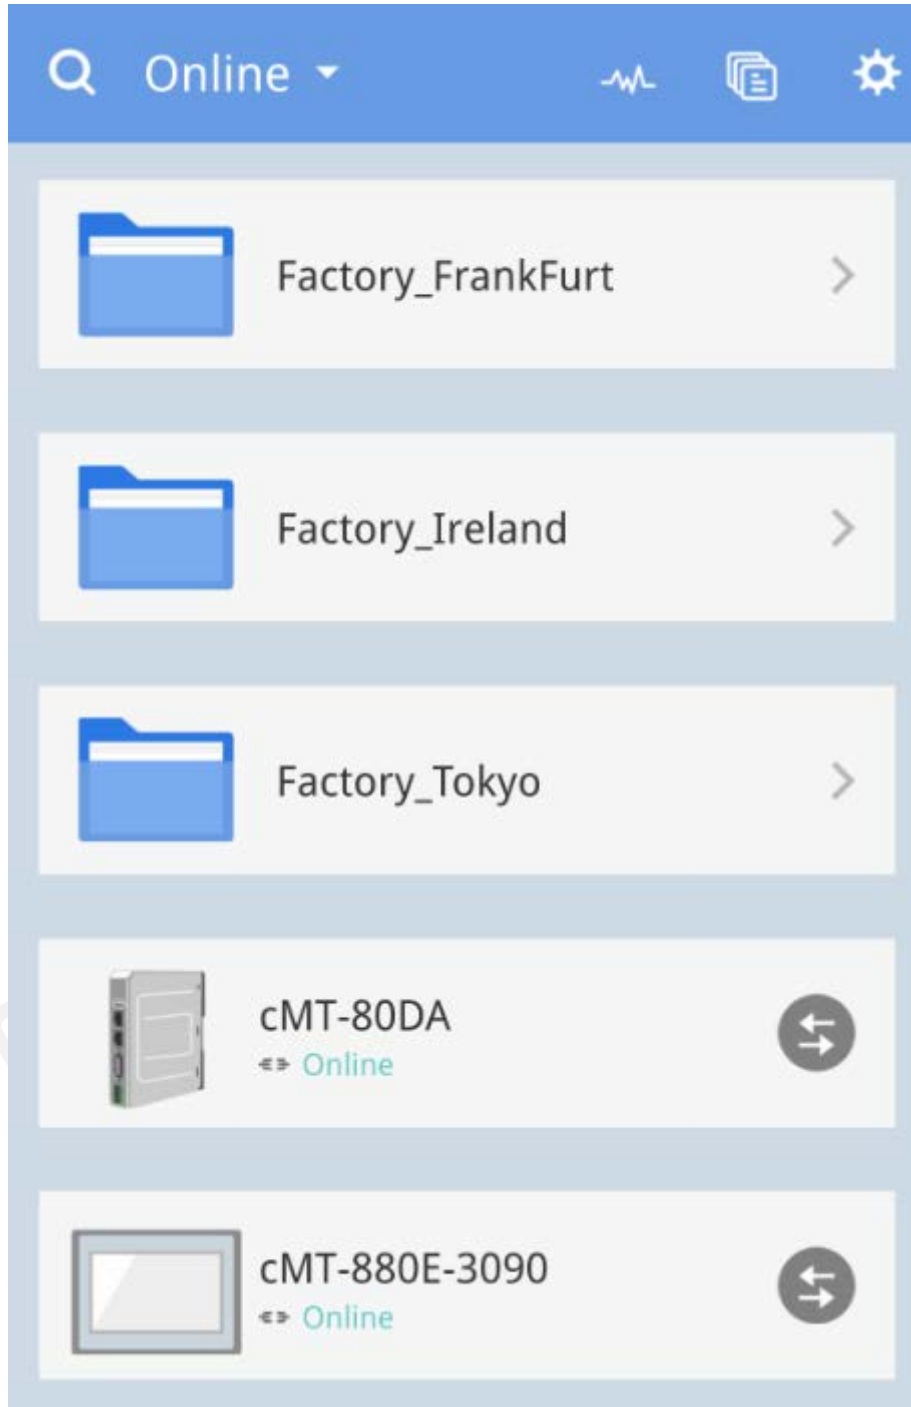 Online
Factory_FrankFurt
Factory_Ireland
Factory_Tokyo
cMT-80DA
Online
cMT-880E-3090
Online